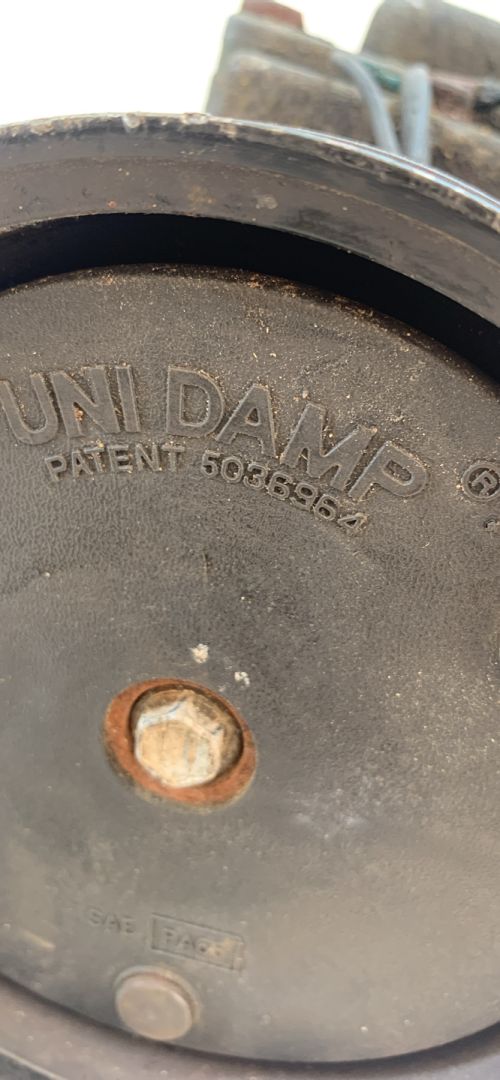 UNI DAMP ®
PATENT 5036964
SAE